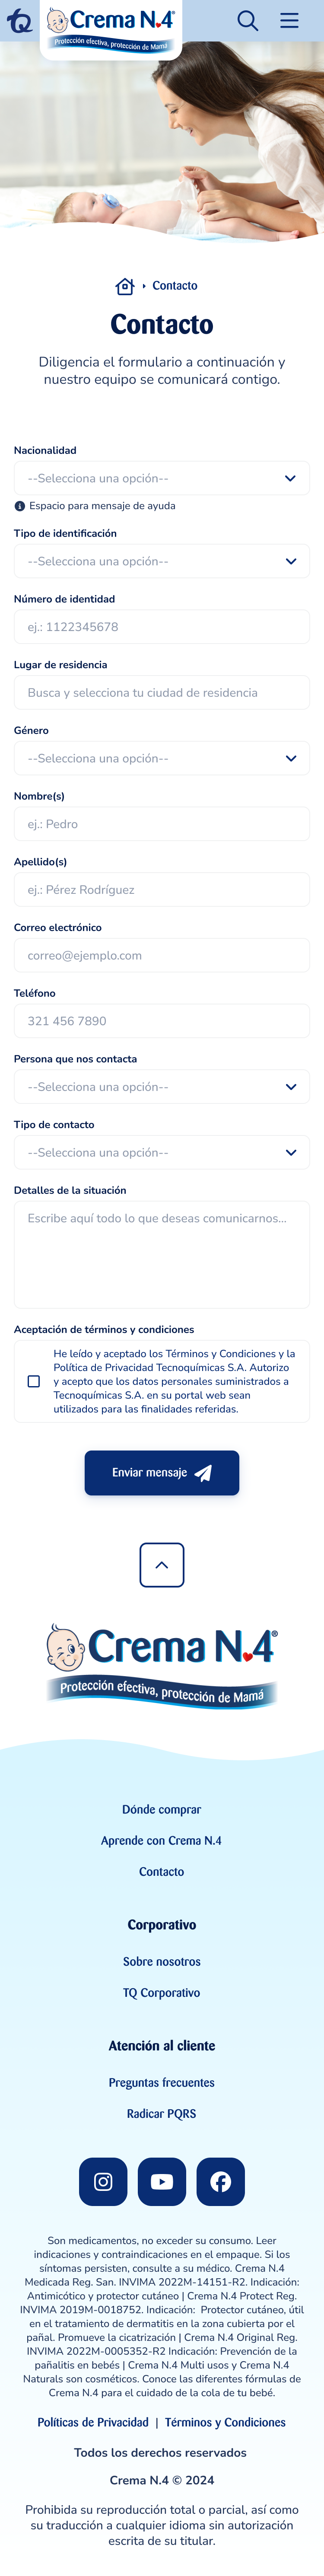 TQ
Crema N.4®
Protección efectiva, protección de Mamá
Contacto
Contacto
Diligencia el formulario a continuación y
nuestro equipo se comunicará contigo.
Nacionalidad
--Selecciona una opción--
Espacio para mensaje de ayuda
Tipo de identificación
--Selecciona una opción--
Número de identidad
ej.: 1122345678
Lugar de residencia
Busca y selecciona tu ciudad de residencia
Género
--Selecciona una opción--
Nombre(s)
ej.: Pedro
Apellido(s)
ej.: Pérez Rodríguez
Correo electrónico
correo@ejemplo.com
Teléfono
321 456 7890
Persona que nos contacta
--Selecciona una opción--
Tipo de contacto
--Selecciona una opción--
Detalles de la situación
Escribe aquí todo lo que deseas comunicarnos...
Aceptación de términos y condiciones
He leído y aceptado los Términos y Condiciones y la
Política de Privacidad Tecnoquímicas S.A. Autorizo
y acepto que los datos personales suministrados a
Tecnoquímicas S.A. en su portal web sean
utilizados para las finalidades referidas.
Enviar mensaje
Crema N.4®
Protección efectiva, protección de Mamá
Dónde comprar
Aprende con Crema N.4
Contacto
Corporativo
Sobre nosotros
TQ Corporativo
Atención al cliente
Preguntas frecuentes
Radicar PQRS
Son medicamentos, no exceder su consumo. Leer
indicaciones y contraindicaciones en el empaque. Si los
síntomas persisten, consulte a su médico. Crema N.4
Medicada Reg. San. INVIMA 2022M-14151-R2. Indicación:
Antimicótico y protector cutáneo | Crema N.4 Protect Reg.
INVIMA 2019M-0018752. Indicación: Protector cutáneo, útil
en el tratamiento de dermatitis en la zona cubierta por el
pañal. Promueve la cicatrización | Crema N.4 Original Reg.
INVIMA 2022M-0005352-R2 Indicación: Prevención de la
pañalitis en bebés | Crema N.4 Multi usos y Crema N.4
Naturals son cosméticos. Conoce las diferentes fórmulas de
Crema N.4 para el cuidado de la cola de tu bebé.
Políticas de Privacidad | Términos y Condiciones
Todos los derechos reservados
Crema N.4 © 2024
Prohibida su reproducción total o parcial, así como
su traducción a cualquier idioma sin autorización
escrita de su titular.